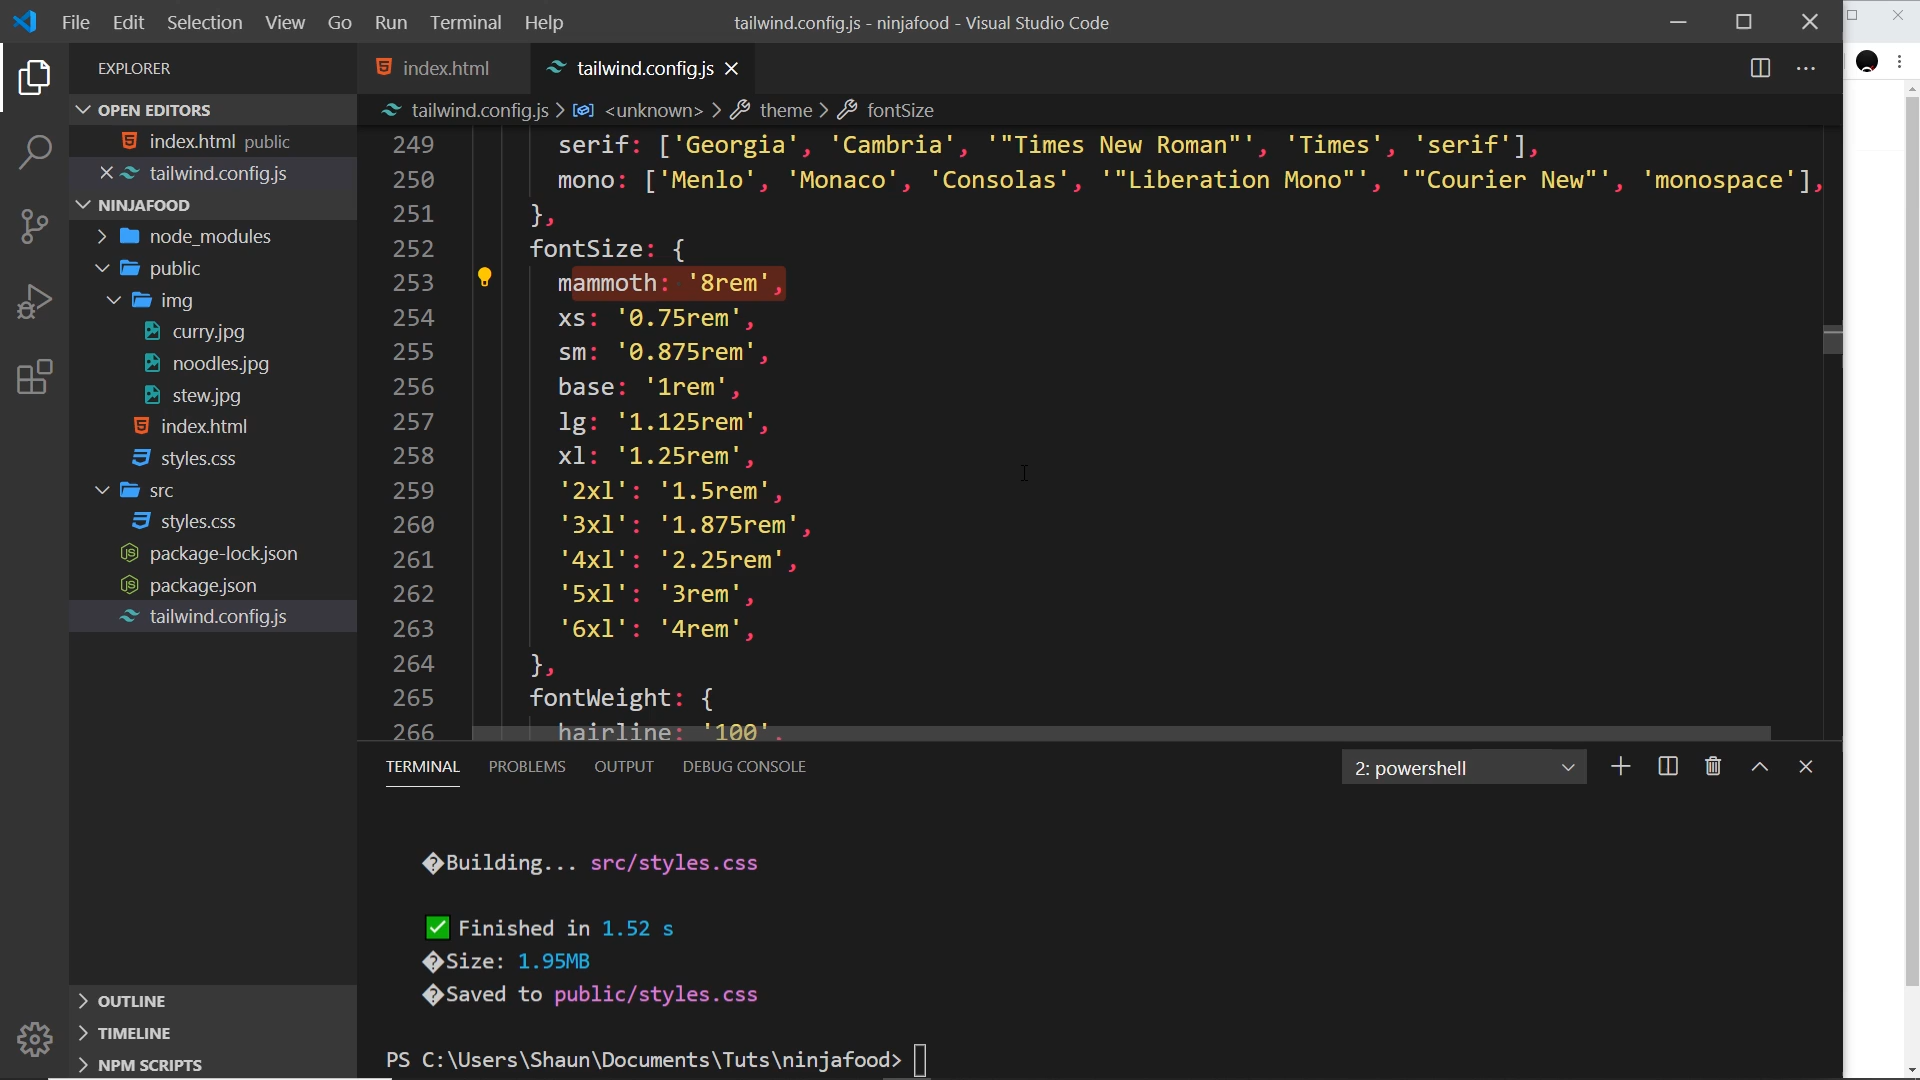 File Edit Selection View Go Run Terminal Help
tailwind.config.js - ninjafood - Visual Studio Code
EXPLORER
OPEN EDITORS
index.html public
tailwind.config.js
NINJAFOOD
node_modules
public
img
curry.jpg
noodles.jpg
stew.jpg
index.html
styles.css
src
styles.css
package-lock.json
package.json
tailwind.config.js
OUTLINE
TIMELINE
NPM SCRIPTS
index.html
tailwind.config.js
tailwind.config.js > <unknown> > theme > fontSize
249 serif: ['Georgia', 'Cambria', '"Times New Roman"', 'Times', 'serif'],
250 mono: ['Menlo', 'Monaco', 'Consolas', '"Liberation Mono"', '"Courier New"', 'monospace'],
251 },
252 fontSize: {
253 mammoth: '8rem',
254 xs: '0.75rem',
255 sm: '0.875rem',
256 base: '1rem',
257 lg: '1.125rem',
258 xl: '1.25rem',
259 '2xl': '1.5rem',
260 '3xl': '1.875rem',
261 '4xl': '2.25rem',
262 '5xl': '3rem',
263 '6xl': '4rem',
264 },
265 fontWeight: {
266 hairline: '100',
TERMINAL PROBLEMS OUTPUT DEBUG CONSOLE
2: powershell
�Building... src/styles.css
✅ Finished in 1.52 s
�Size: 1.95MB
�Saved to public/styles.css
PS C:\Users\Shaun\Documents\Tuts\ninjafood>